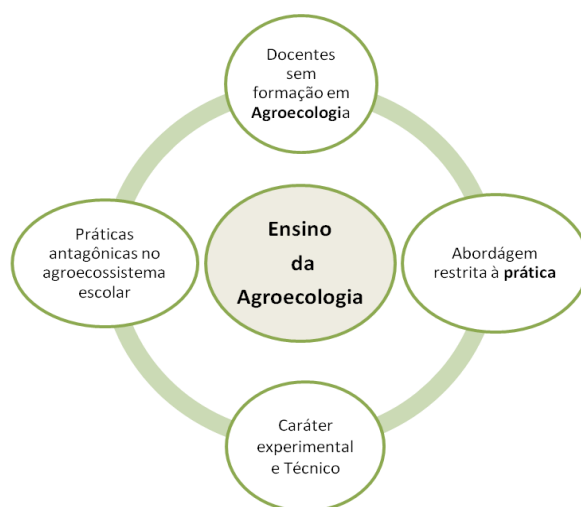 Docentes
sem
formação em
Agroecologia
Práticas
antagônicas no
agroecossistema
escolar
Ensino
da
Agroecologia
Abordágem
restrita à prática
Caráter
experimental
e Técnico